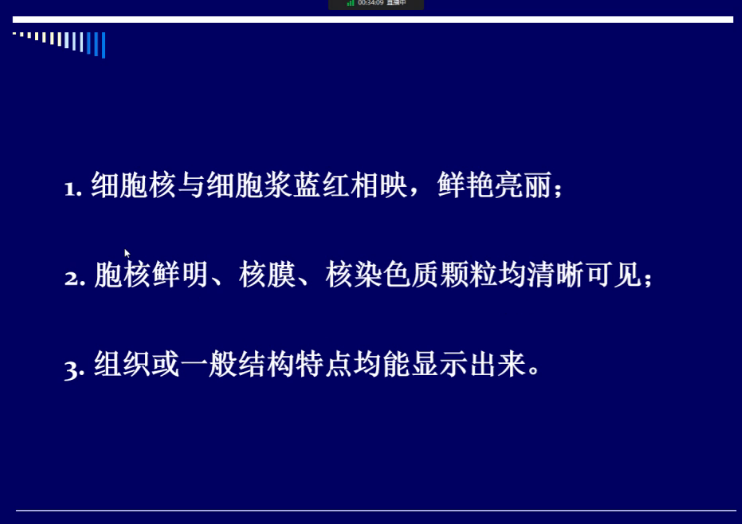 00:34:09 直播中
1. 细胞核与细胞浆蓝红相映，鲜艳亮丽；
2. 胞核鲜明、核膜、核染色质颗粒均清晰可见；
3. 组织或一般结构特点均能显示出来。